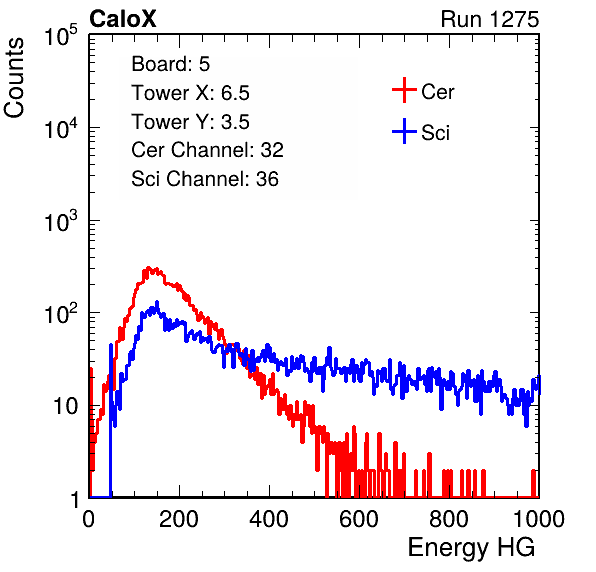 CaloX Run 1275
Counts
Board: 5
Tower X: 6.5
Tower Y: 3.5
Cer Channel: 32
Sci Channel: 36
Cer
Sci
10^5
10^4
10^3
10^2
10
1
0 200 400 600 800 1000
Energy HG